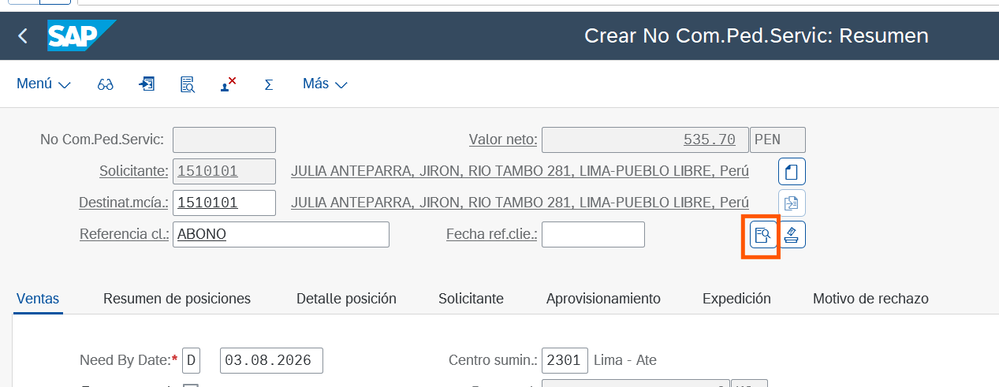 SAP
Crear No Com.Ped.Servic: Resumen
Menú
Σ
Más
No Com.Ped.Servic:
Valor neto: 535.70 PEN
Solicitante: 1510101 JULIA ANTEPARRA, JIRON, RIO TAMBO 281, LIMA-PUEBLO LIBRE, Perú
Destinat.mcía.: 1510101 JULIA ANTEPARRA, JIRON, RIO TAMBO 281, LIMA-PUEBLO LIBRE, Perú
Referencia cl.: ABONO Fecha ref.clie.:
Ventas Resumen de posiciones Detalle posición Solicitante Aprovisionamiento Expedición Motivo de rechazo
Need By Date:* D 03.08.2026 Centro sumin.: 2301 Lima - Ate